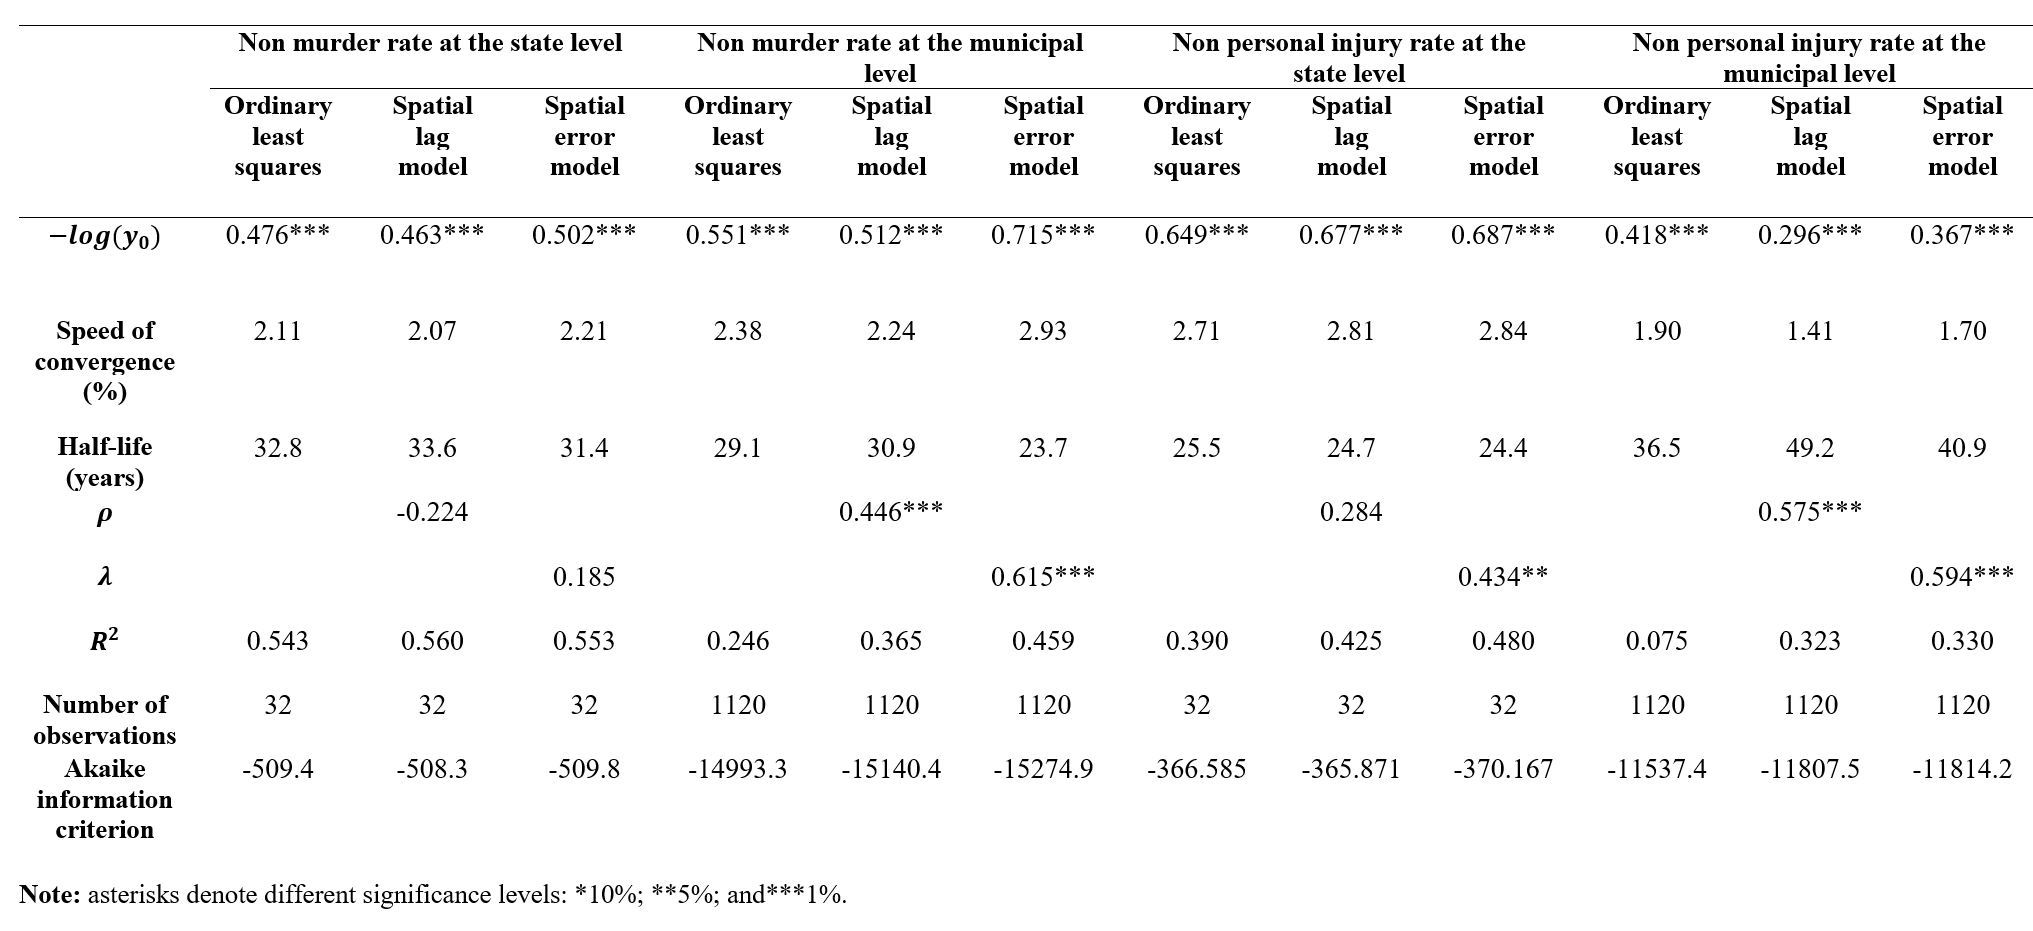 Non murder rate at the state level Non murder rate at the municipal level Non personal injury rate at the state level Non personal injury rate at the municipal level
Ordinary least squares Spatial lag model Spatial error model Ordinary least squares Spatial lag model Spatial error model Ordinary least squares Spatial lag model Spatial error model Ordinary least squares Spatial lag model Spatial error model
−log(y₀) 0.476*** 0.463*** 0.502*** 0.551*** 0.512*** 0.715*** 0.649*** 0.677*** 0.687*** 0.418*** 0.296*** 0.367***
Speed of convergence (%) 2.11 2.07 2.21 2.38 2.24 2.93 2.71 2.81 2.84 1.90 1.41 1.70
Half-life (years) 32.8 33.6 31.4 29.1 30.9 23.7 25.5 24.7 24.4 36.5 49.2 40.9
ρ -0.224 0.446*** 0.284 0.575***
λ 0.185 0.615*** 0.434** 0.594***
R² 0.543 0.560 0.553 0.246 0.365 0.459 0.390 0.425 0.480 0.075 0.323 0.330
Number of observations 32 32 32 1120 1120 1120 32 32 32 1120 1120 1120
Akaike information criterion -509.4 -508.3 -509.8 -14993.3 -15140.4 -15274.9 -366.585 -365.871 -370.167 -11537.4 -11807.5 -11814.2
Note: asterisks denote different significance levels: *10%; **5%; and***1%.